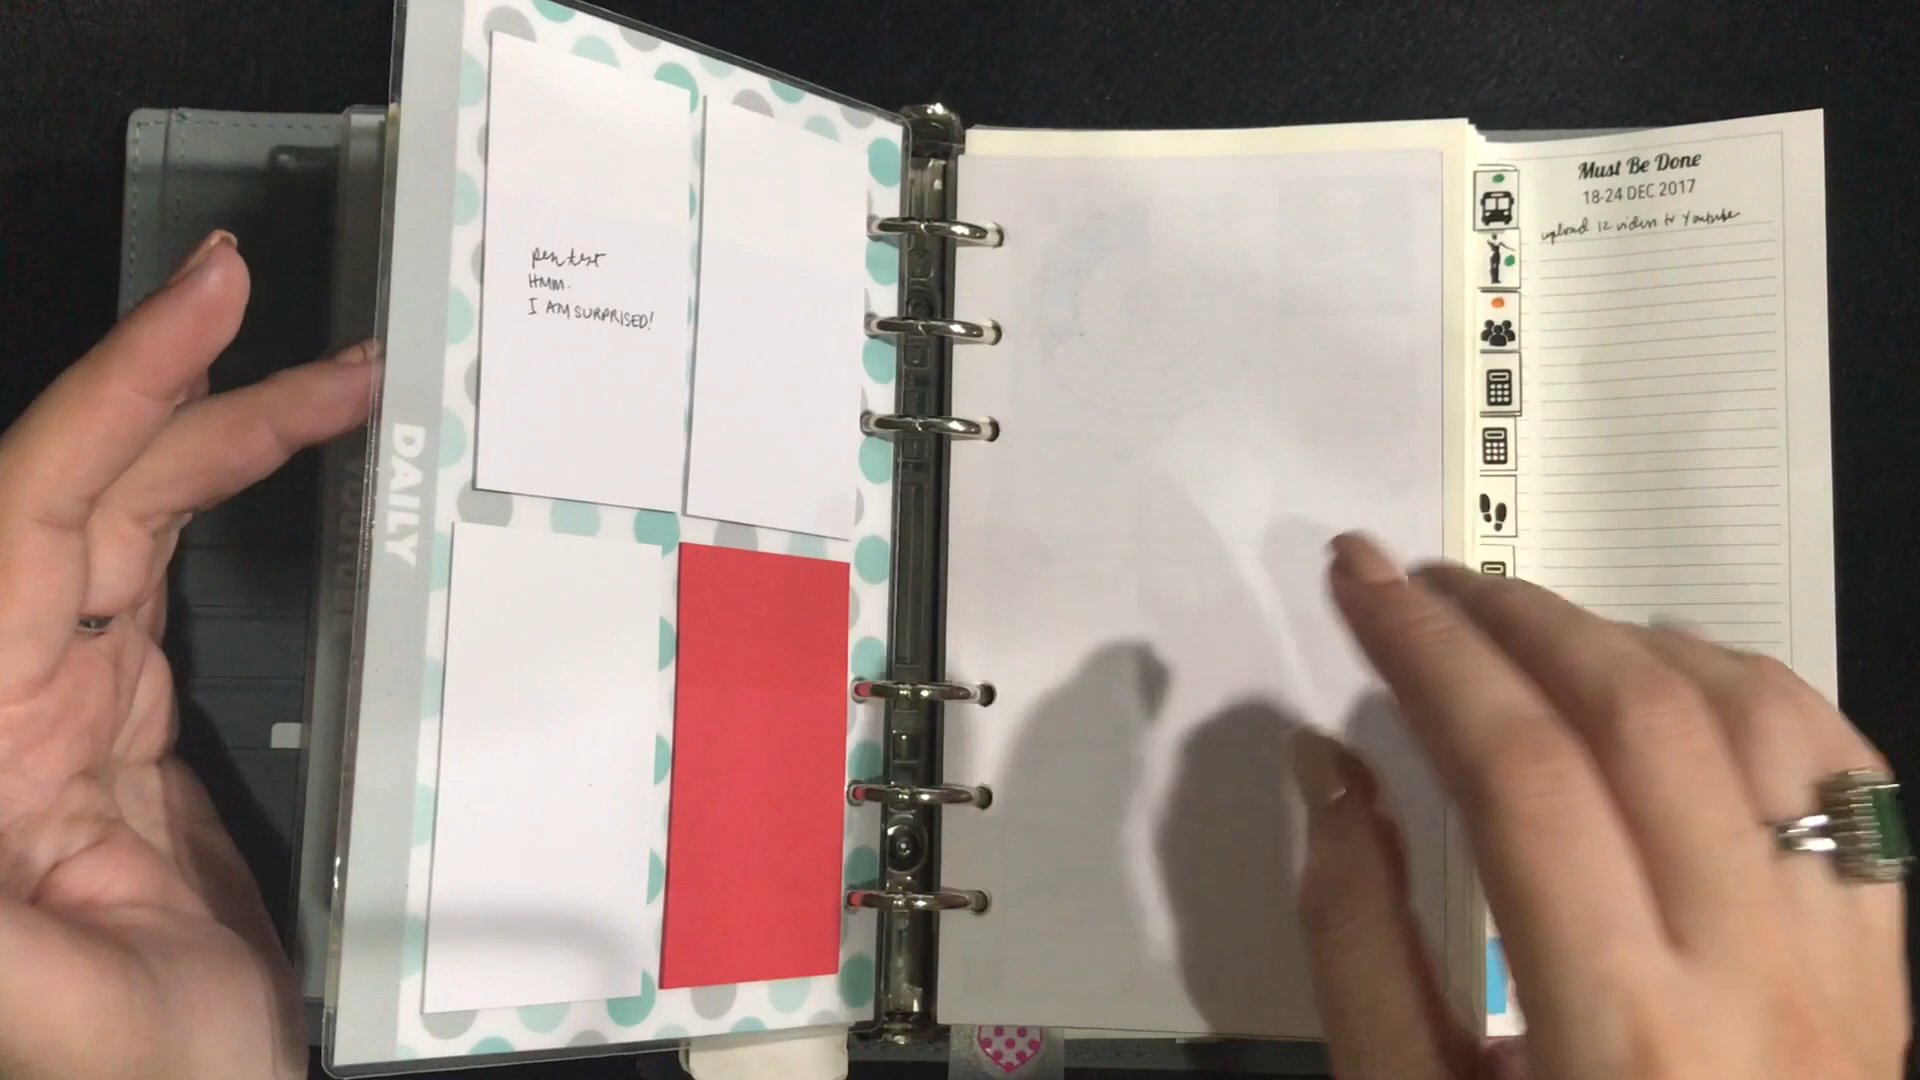 DAILY
pen test
HMM.
I AM SURPRISED!
Must Be Done
18-24 DEC 2017
upload 12 videos to Youtube